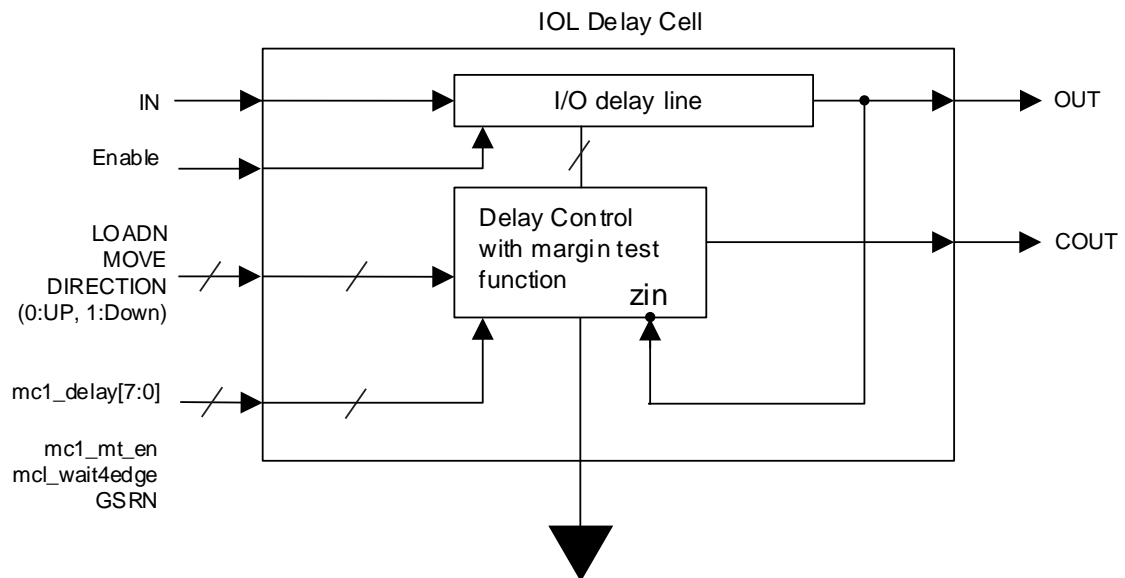 IOL Delay Cell
IN
I/O delay line
OUT
Enable
Delay Control
with margin test
function
zin
COUT
LOADN
MOVE
DIRECTION
(0:UP, 1:Down)
mc1_delay[7:0]
mc1_mt_en
mcl_wait4edge
GSRN